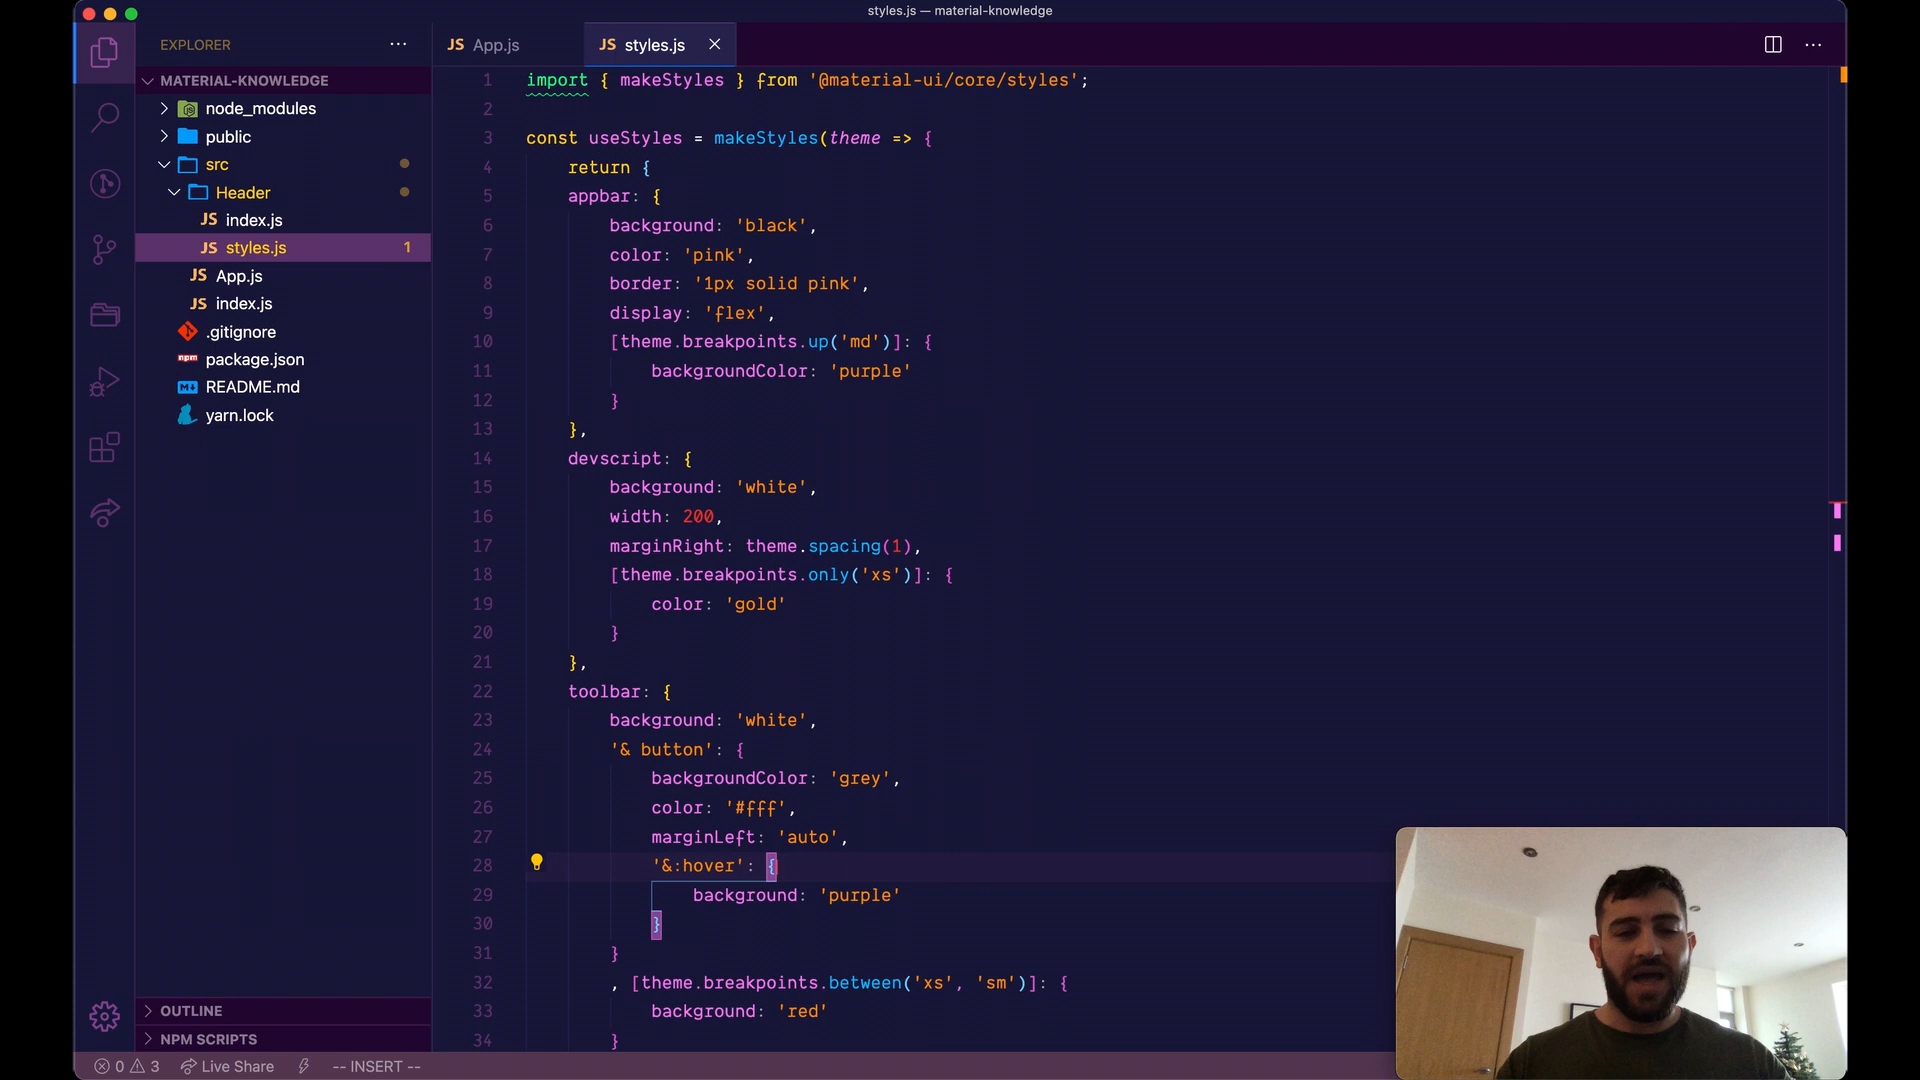 styles.js — material-knowledge
EXPLORER
JS App.js
JS styles.js
MATERIAL-KNOWLEDGE
node_modules
public
src
Header
JS index.js
JS styles.js 1
JS App.js
JS index.js
.gitignore
npm package.json
README.md
yarn.lock
OUTLINE
NPM SCRIPTS
1 import { makeStyles } from '@material-ui/core/styles';
2
3 const useStyles = makeStyles(theme => {
4 return {
5 appbar: {
6 background: 'black',
7 color: 'pink',
8 border: '1px solid pink',
9 display: 'flex',
10 [theme.breakpoints.up('md')]: {
11 backgroundColor: 'purple'
12 }
13 },
14 devscript: {
15 background: 'white',
16 width: 200,
17 marginRight: theme.spacing(1),
18 [theme.breakpoints.only('xs')]: {
19 color: 'gold'
20 }
21 },
22 toolbar: {
23 background: 'white',
24 '& button': {
25 backgroundColor: 'grey',
26 color: '#fff',
27 marginLeft: 'auto',
28 '&:hover': {
29 background: 'purple'
30 }
31 }
32 , [theme.breakpoints.between('xs', 'sm')]: {
33 background: 'red'
34 }
0 3 Live Share -- INSERT --